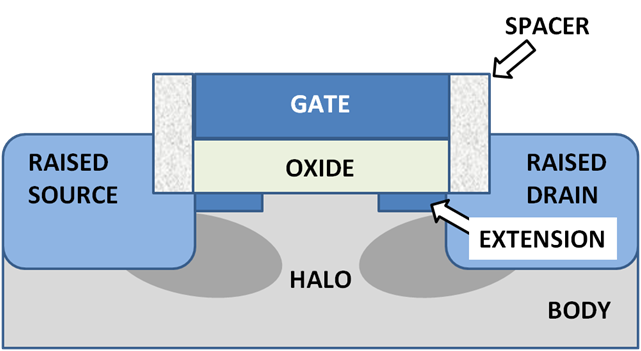 SPACER
GATE
OXIDE
RAISED
SOURCE
RAISED
DRAIN
EXTENSION
HALO
BODY